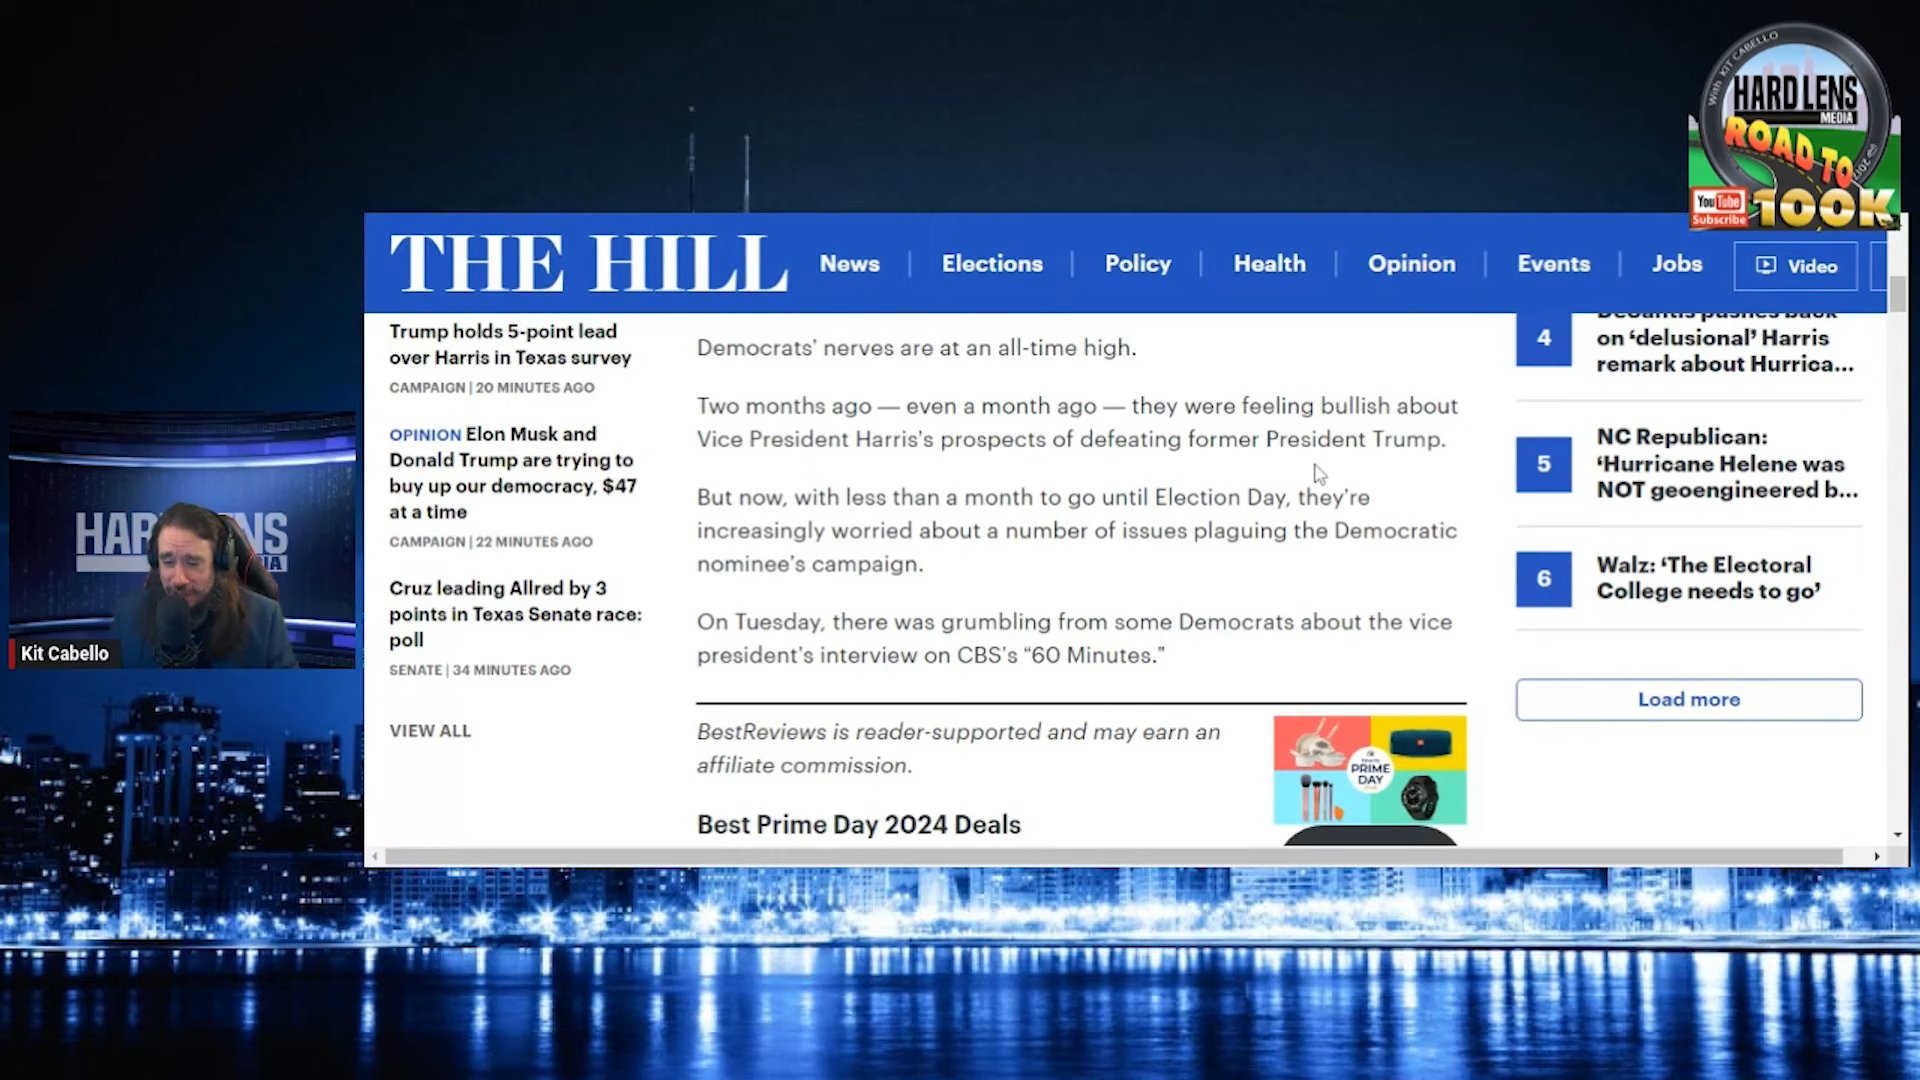 with KIT CABELLO
HARD LENS
MEDIA
ROAD TO
100K
YouTube
Subscribe
THE HILL
News
Elections
Policy
Health
Opinion
Events
Jobs
Video
Trump holds 5-point lead
over Harris in Texas survey
CAMPAIGN | 20 MINUTES AGO
OPINION Elon Musk and
Donald Trump are trying to
buy up our democracy, $47
at a time
CAMPAIGN | 22 MINUTES AGO
Cruz leading Allred by 3
points in Texas Senate race:
poll
SENATE | 34 MINUTES AGO
VIEW ALL
Democrats’ nerves are at an all-time high.
Two months ago — even a month ago — they were feeling bullish about
Vice President Harris’s prospects of defeating former President Trump.
But now, with less than a month to go until Election Day, they’re
increasingly worried about a number of issues plaguing the Democratic
nominee’s campaign.
On Tuesday, there was grumbling from some Democrats about the vice
president’s interview on CBS’s “60 Minutes.”
BestReviews is reader-supported and may earn an
affiliate commission.
Best Prime Day 2024 Deals
PRIME
DAY
4
DeSantis pushes back
on ‘delusional’ Harris
remark about Hurrica...
5
NC Republican:
‘Hurricane Helene was
NOT geoengineered b...
6
Walz: ‘The Electoral
College needs to go’
Load more
Kit Cabello